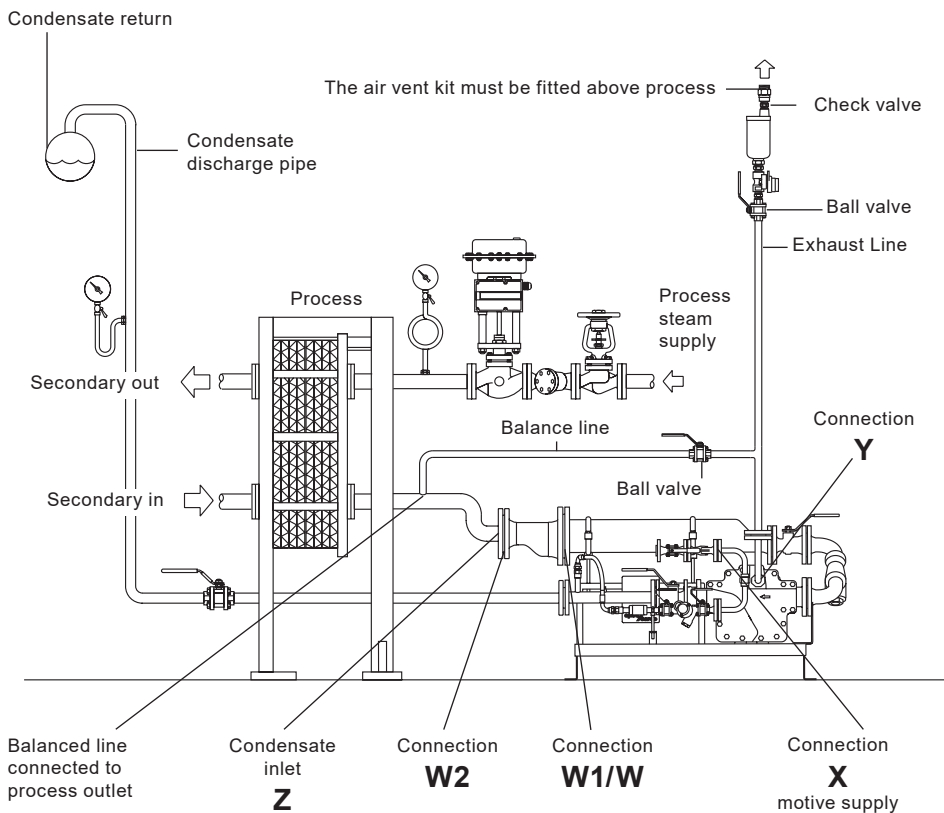 Condensate return
The air vent kit must be fitted above process
Check valve
Condensate
discharge pipe
Ball valve
Exhaust Line
Process
Process
steam
supply
Secondary out
Balance line
Connection
Y
Secondary in
Ball valve
Balanced line
connected to
process outlet
Condensate
inlet
Z
Connection
W2
Connection
W1/W
Connection
X
motive supply